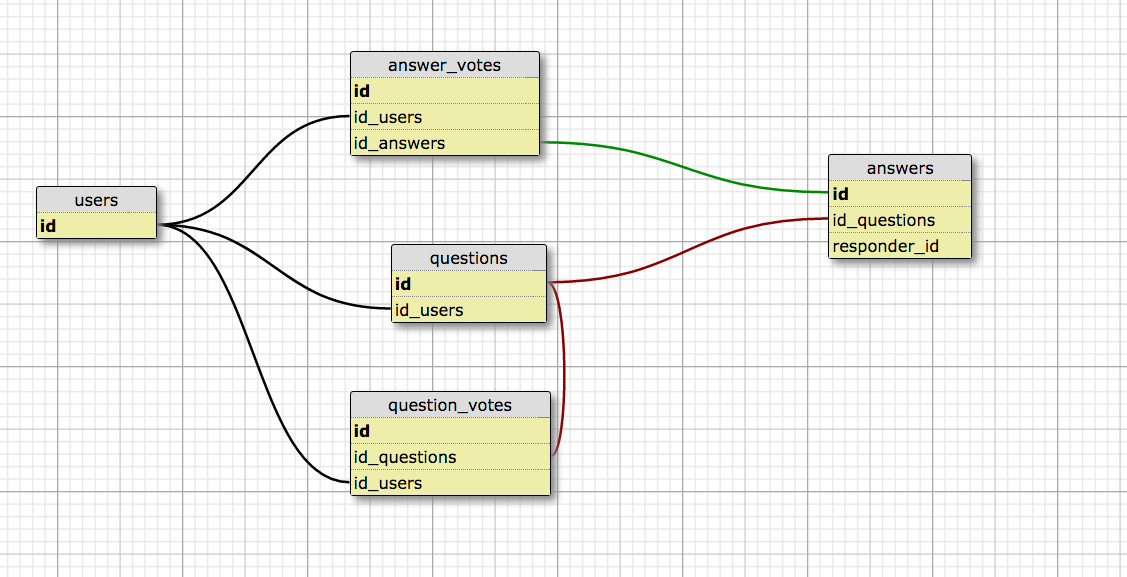 answer_votes
id
id_users
id_answers
users
id
questions
id
id_users
question_votes
id
id_questions
id_users
answers
id
id_questions
responder_id